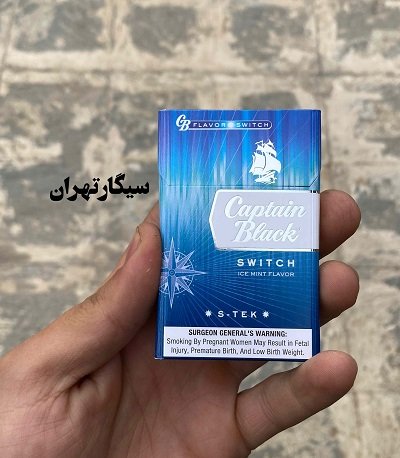 CB FLAVOR SWITCH
سیگارتهران
Captain
Black
SWITCH
ICE MINT FLAVOR
S-TEK
SURGEON GENERAL'S WARNING:
Smoking By Pregnant Women May Result in Fetal
Injury, Premature Birth, And Low Birth Weight.